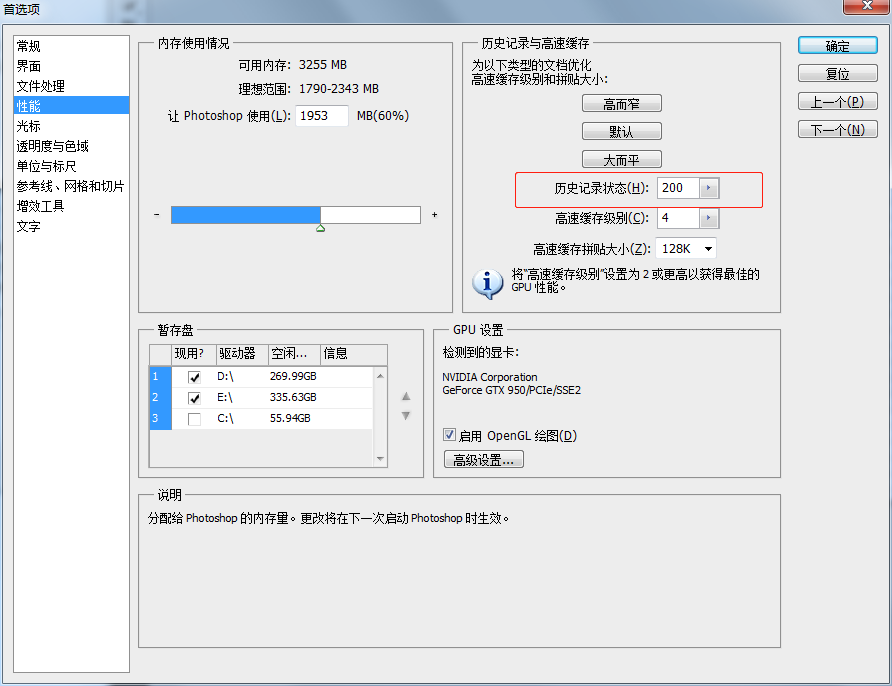 首选项
常规
界面
文件处理
性能
光标
透明度与色域
单位与标尺
参考线、网格和切片
增效工具
文字
内存使用情况
可用内存: 3255 MB
理想范围: 1790-2343 MB
让 Photoshop 使用(L): 1953 MB(60%)
- +
历史记录与高速缓存
为以下类型的文档优化
高速缓存级别和拼贴大小:
高而窄
默认
大而平
历史记录状态(H): 200
高速缓存级别(C): 4
高速缓存拼贴大小(Z): 128K
将“高速缓存级别”设置为 2 或更高以获得最佳的
GPU 性能。
确定
复位
上一个(P)
下一个(N)
暂存盘
现用? 驱动器 空闲... 信息
1 D:\ 269.99GB
2 E:\ 335.63GB
3 C:\ 55.94GB
GPU 设置
检测到的显卡:
NVIDIA Corporation
GeForce GTX 950/PCIe/SSE2
启用 OpenGL 绘图(D)
高级设置...
说明
分配给 Photoshop 的内存量。更改将在下一次启动 Photoshop 时生效。